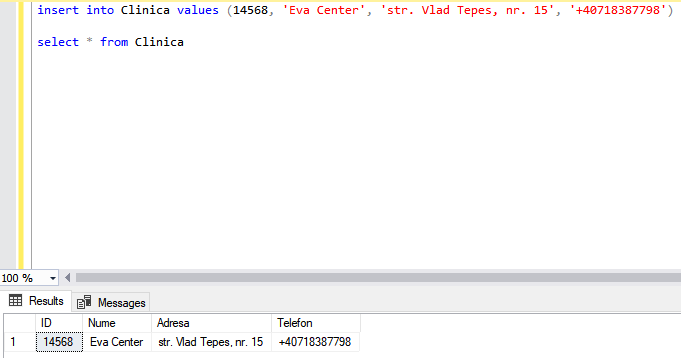 insert into Clinica values (14568, 'Eva Center', 'str. Vlad Tepes, nr. 15', '+40718387798')
select * from Clinica
100 %
Results Messages
ID Nume Adresa Telefon
1 14568 Eva Center str. Vlad Tepes, nr. 15 +40718387798